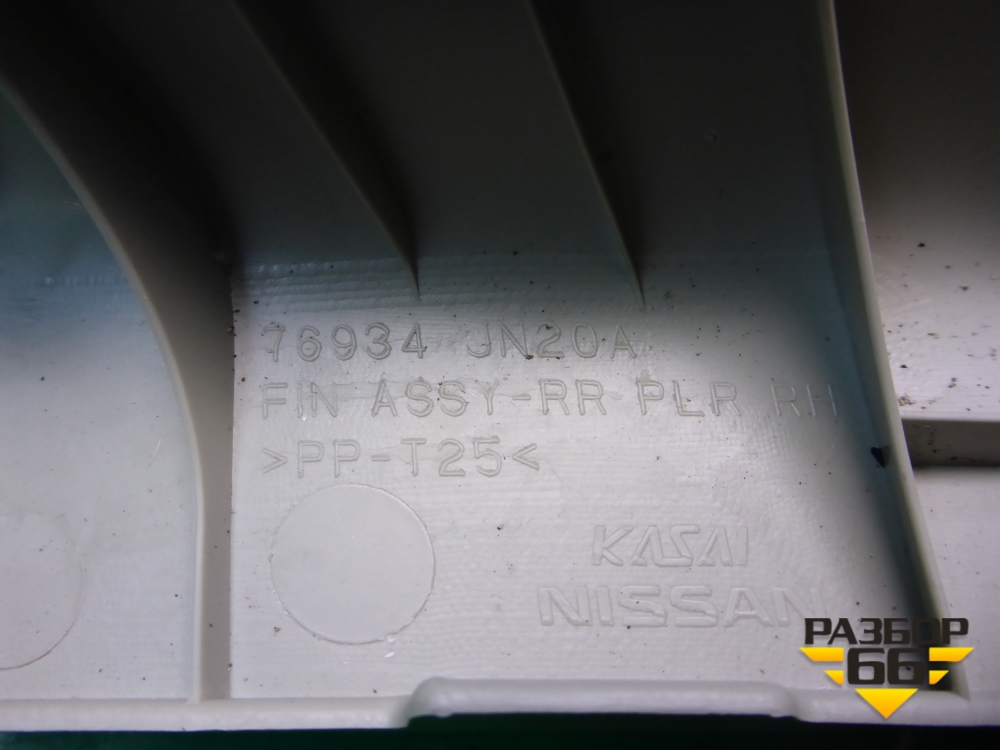 76934 JN20A
FIN ASSY-RR PLR RH
>PP-T25<
KASAI
NISSAN
РАЗБОР
66